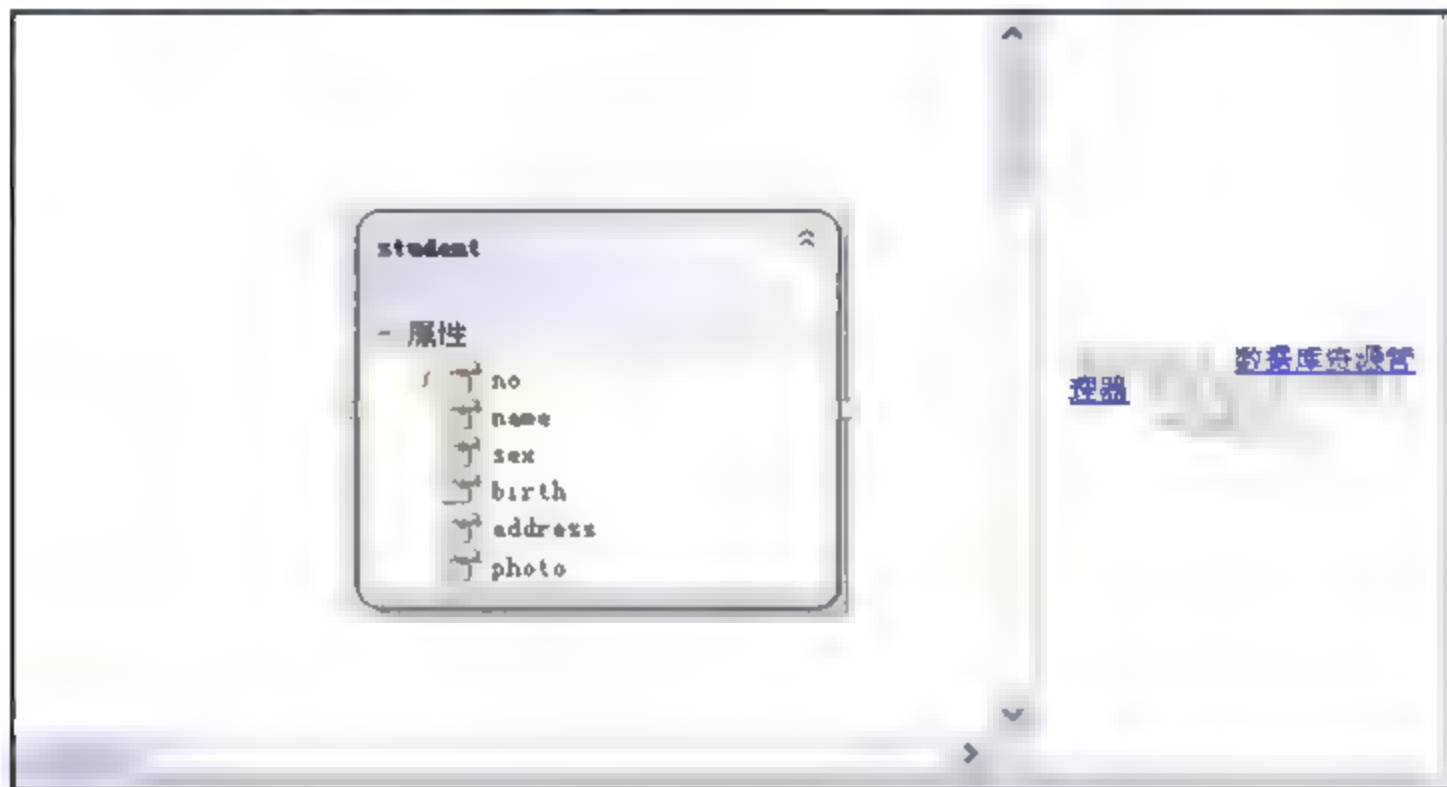 student
- 属性
no
name
sex
birth
address
photo
数据库资源管
理器